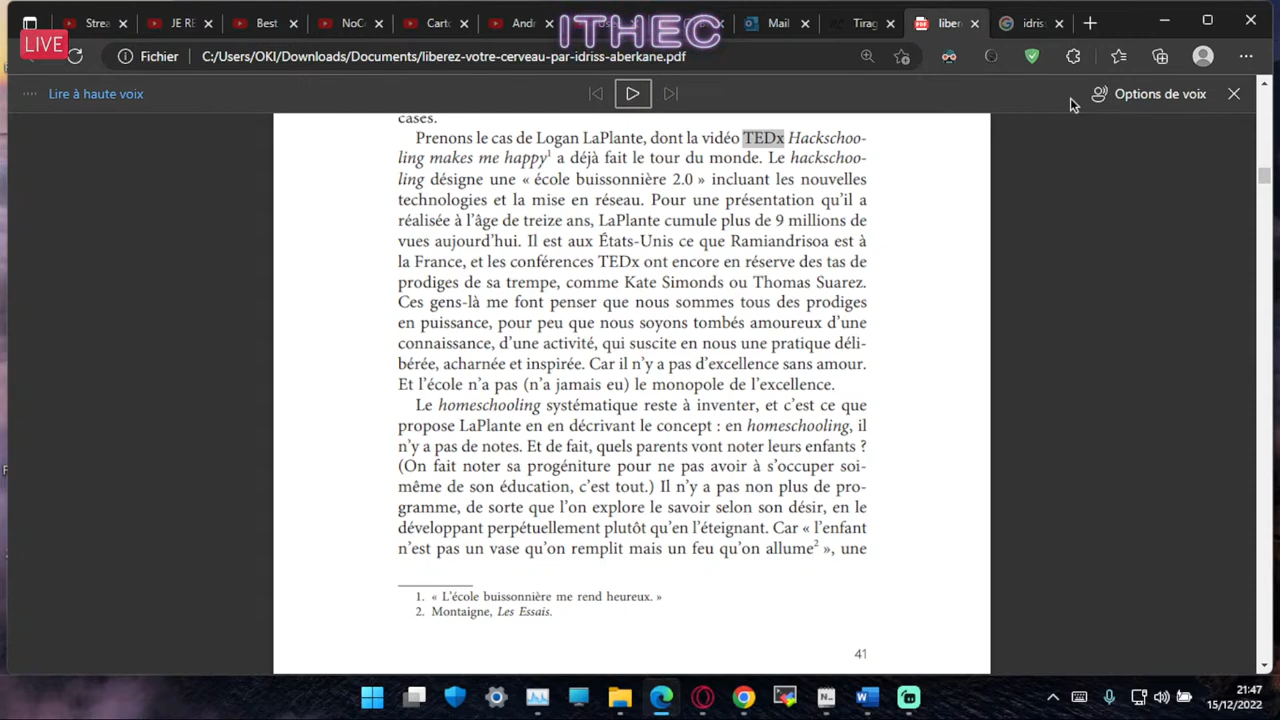 Strea
JE RE
Best
NoC
Carto
And
Mail
Tirag
liber
idris
ITHEC
LIVE
Fichier
C:/Users/OKI/Downloads/Documents/liberez-votre-cerveau-par-idriss-aberkane.pdf
Lire à haute voix
Options de voix
cases.
Prenons le cas de Logan LaPlante, dont la vidéo TEDx Hackschoo-
ling makes me happy¹ a déjà fait le tour du monde. Le hackschoo-
ling désigne une « école buissonnière 2.0 » incluant les nouvelles
technologies et la mise en réseau. Pour une présentation qu’il a
réalisée à l’âge de treize ans, LaPlante cumule plus de 9 millions de
vues aujourd’hui. Il est aux États-Unis ce que Ramiandrisoa est à
la France, et les conférences TEDx ont encore en réserve des tas de
prodiges de sa trempe, comme Kate Simonds ou Thomas Suarez.
Ces gens-là me font penser que nous sommes tous des prodiges
en puissance, pour peu que nous soyons tombés amoureux d’une
connaissance, d’une activité, qui suscite en nous une pratique déli-
bérée, acharnée et inspirée. Car il n’y a pas d’excellence sans amour.
Et l’école n’a pas (n’a jamais eu) le monopole de l’excellence.
Le homeschooling systématique reste à inventer, et c’est ce que
propose LaPlante en en décrivant le concept : en homeschooling, il
n’y a pas de notes. Et de fait, quels parents vont noter leurs enfants ?
(On fait noter sa progéniture pour ne pas avoir à s’occuper soi-
même de son éducation, c’est tout.) Il n’y a pas non plus de pro-
gramme, de sorte que l’on explore le savoir selon son désir, en le
développant perpétuellement plutôt qu’en l’éteignant. Car « l’enfant
n’est pas un vase qu’on remplit mais un feu qu’on allume² », une
1. « L’école buissonnière me rend heureux. »
2. Montaigne, Les Essais.
41
21:47
15/12/2022